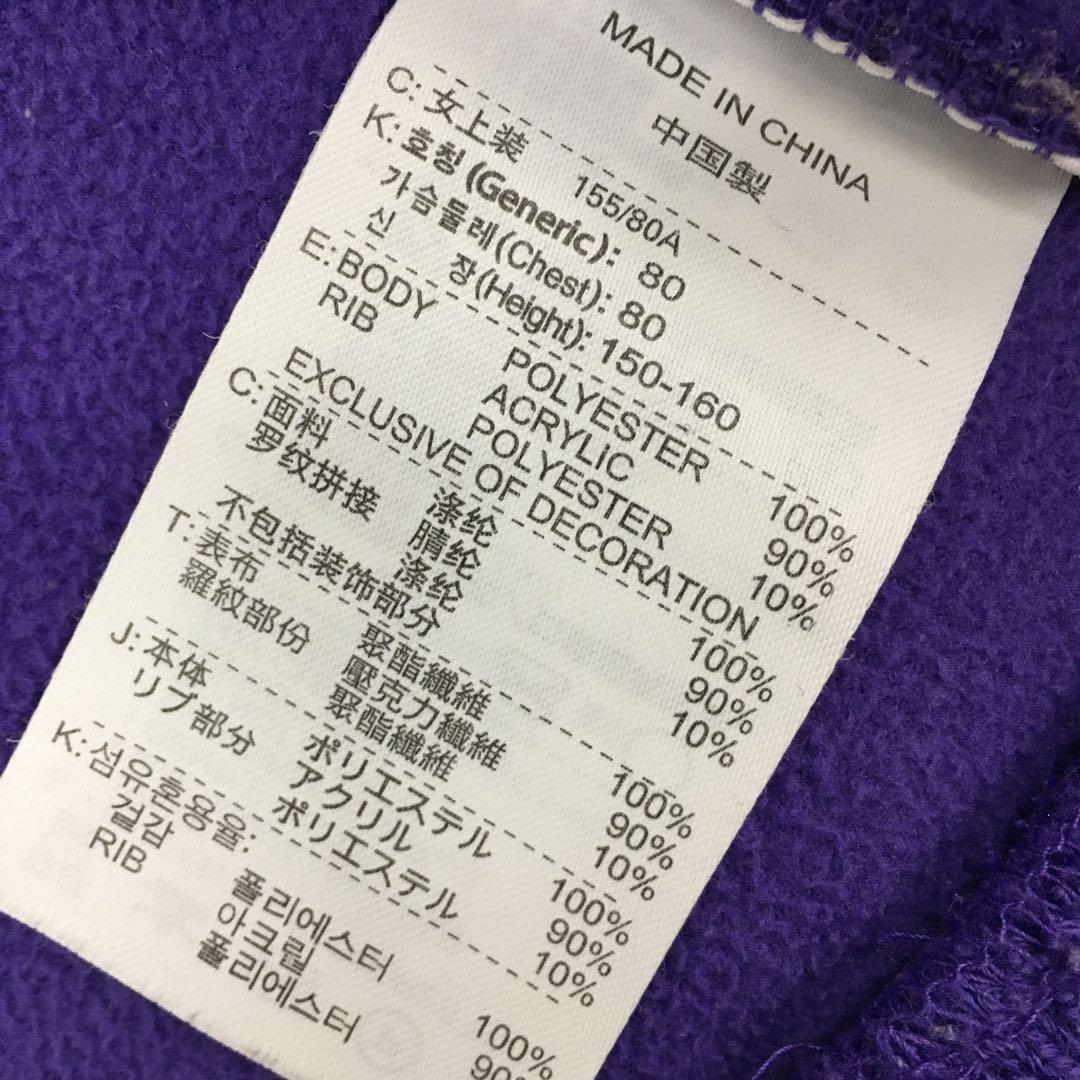 MADE IN CHINA
中国製
C: 女上装 155/80A
K: 호칭 (Generic): 80
가슴둘레(Chest): 80
신 장(Height): 150-160
E: BODY POLYESTER 100%
RIB ACRYLIC 90%
POLYESTER 10%
EXCLUSIVE OF DECORATION
C: 面料 涤纶 100%
罗纹拼接 腈纶 90%
涤纶 10%
不包括装饰部分
T: 表布 聚酯纖維 100%
羅紋部份 壓克力纖維 90%
聚酯纖維 10%
J: 本体 ポリエステル 100%
リブ部分 アクリル 90%
ポリエステル 10%
K: 섬유혼용율:
겉감 폴리에스터 100%
RIB 아크릴 90%
폴리에스터